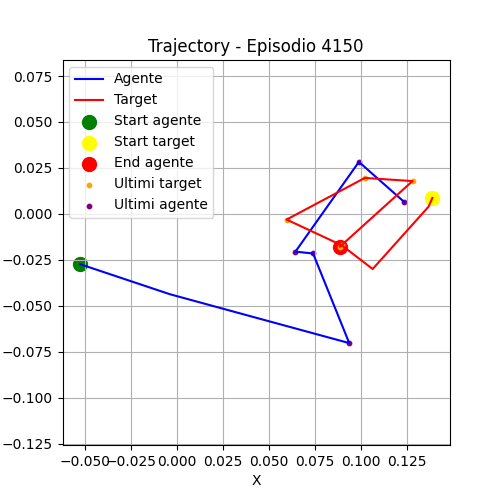 Trajectory - Episodio 4150
Agente
Target
Start agente
Start target
End agente
Ultimi target
Ultimi agente
0.075
0.050
0.025
0.000
−0.025
−0.050
−0.075
−0.100
−0.125
−0.050 −0.025 0.000 0.025 0.050 0.075 0.100 0.125
X